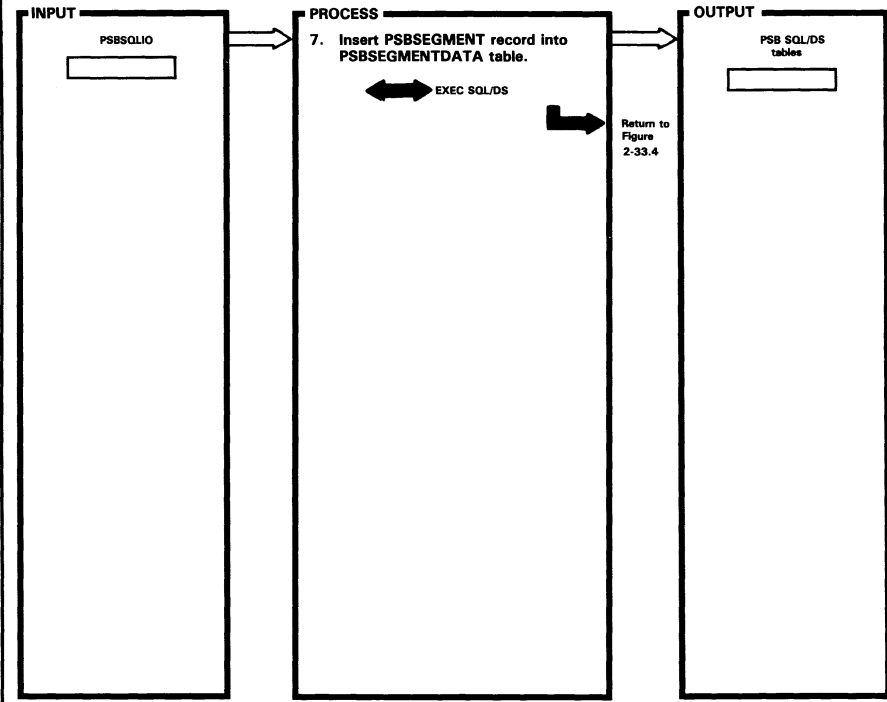 INPUT
PSBSQLIO
PROCESS
7. Insert PSBSEGMENT record into
PSBSEGMENTDATA table.
EXEC SQL/DS
Return to
Figure
2-33.4
OUTPUT
PSB SQL/DS
tables